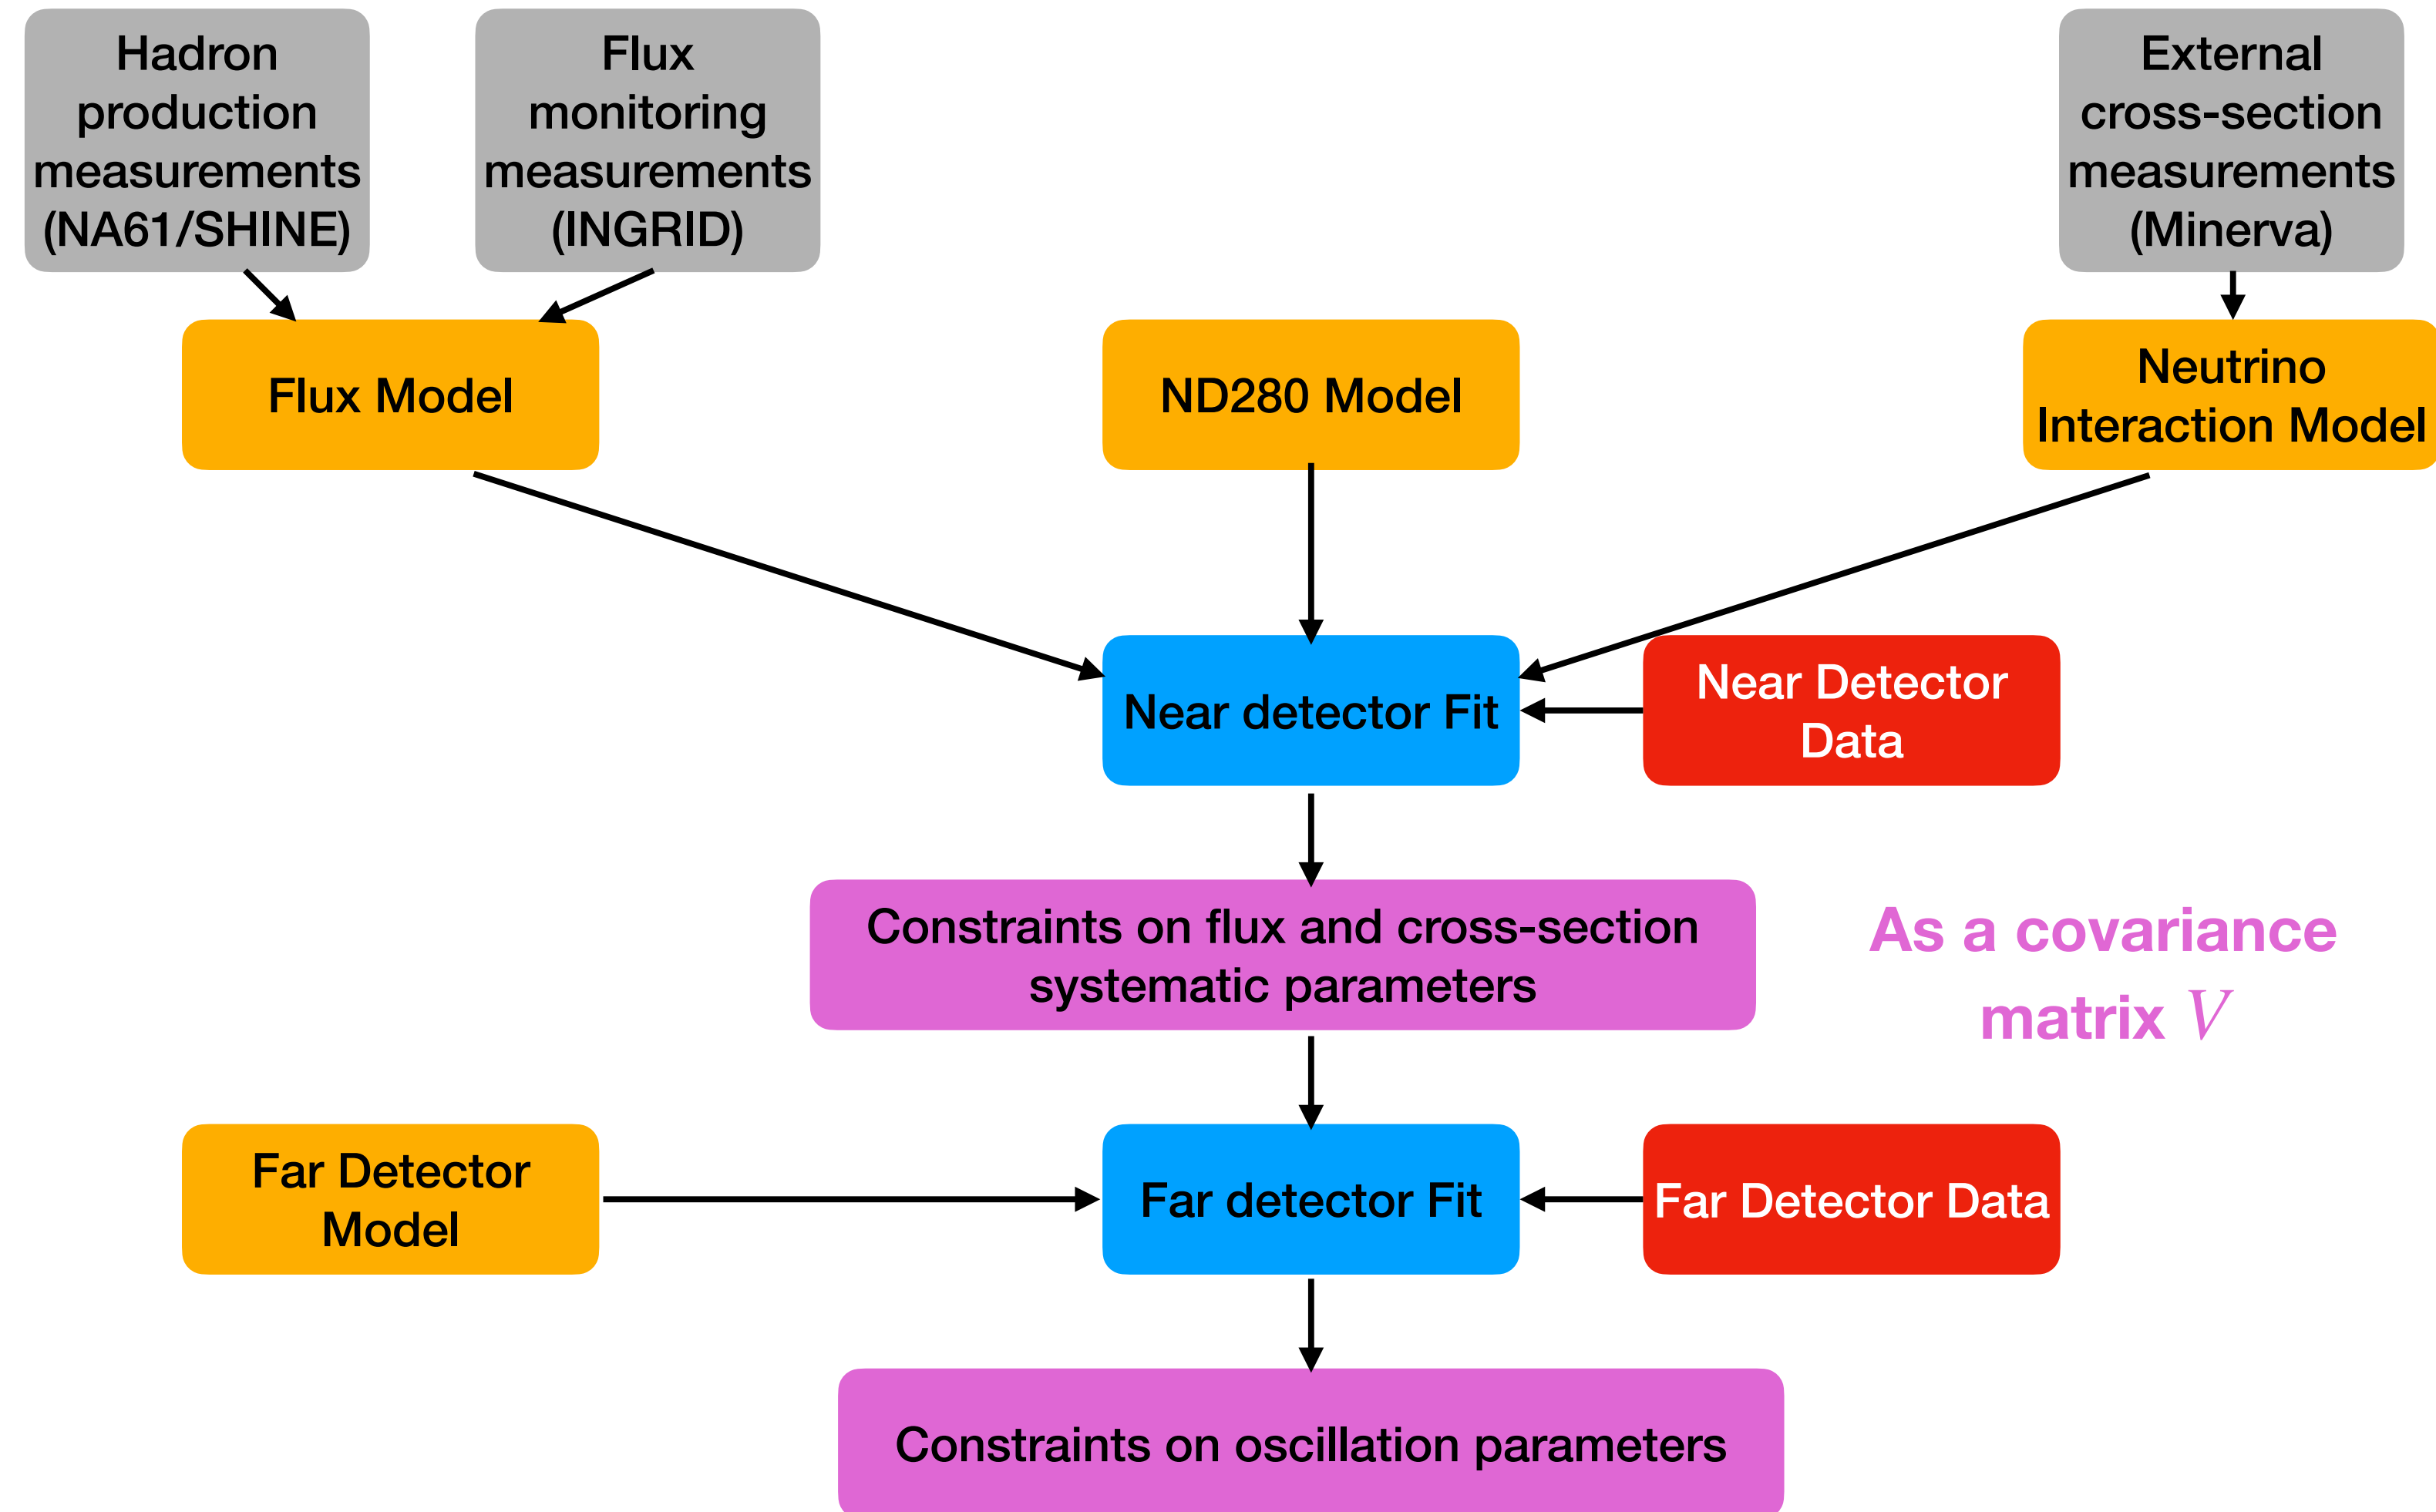 Hadron
production
measurements
(NA61/SHINE)
Flux
monitoring
measurements
(INGRID)
External
cross-section
measurements
(Minerva)
Flux Model
ND280 Model
Neutrino
Interaction Model
Near detector Fit
Near Detector
Data
Constraints on flux and cross-section
systematic parameters
As a covariance
matrix V
Far Detector
Model
Far detector Fit
Far Detector Data
Constraints on oscillation parameters